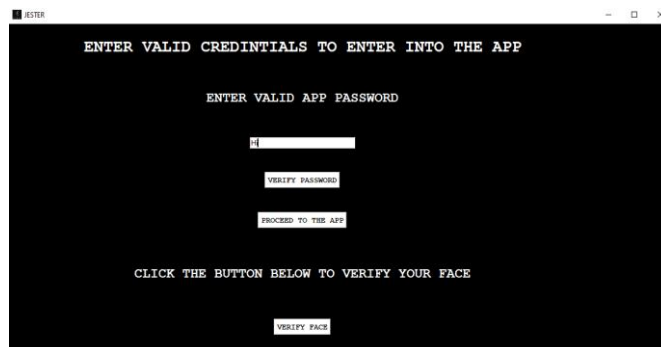 JESTER
ENTER VALID CREDINTIALS TO ENTER INTO THE APP
ENTER VALID APP PASSWORD
Hi
VERIFY PASSWORD
PROCEED TO THE APP
CLICK THE BUTTON BELOW TO VERIFY YOUR FACE
VERIFY FACE